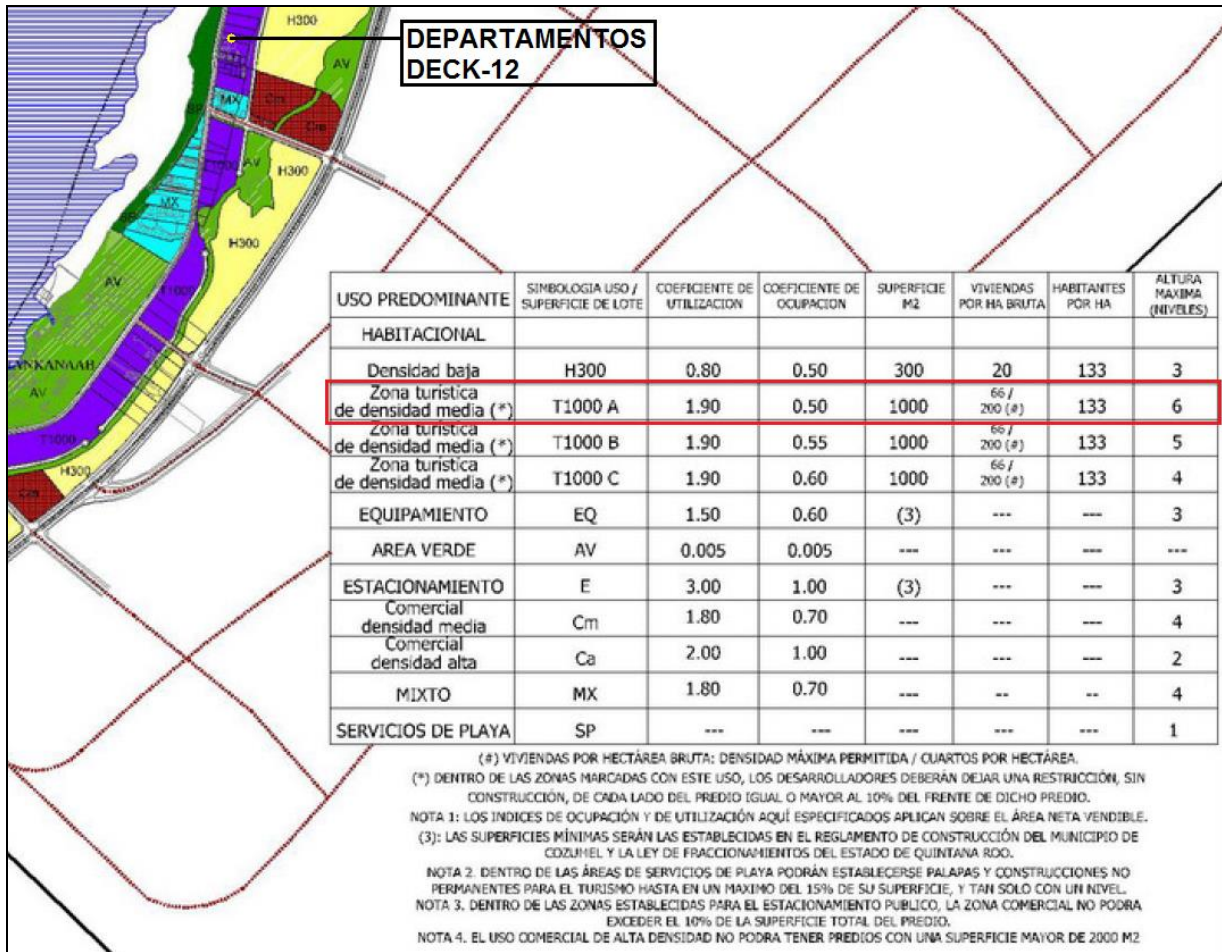 H300
DEPARTAMENTOS
DECK-12
AV
MX
Cm
Cm
SP
T1000
AV
H300
MX
SP
H300
AV
T1000
ANKANAAB
AV
T1000
H300
Cm
USO PREDOMINANTE SIMBOLOGIA USO / SUPERFICIE DE LOTE COEFICIENTE DE UTILIZACION COEFICIENTE DE OCUPACION SUPERFICIE M2 VIVIENDAS POR HA BRUTA HABITANTES POR HA ALTURA MAXIMA (NIVELES)
HABITACIONAL
Densidad baja H300 0.80 0.50 300 20 133 3
Zona turística de densidad media (*) T1000 A 1.90 0.50 1000 66 / 200 (#) 133 6
Zona turística de densidad media (*) T1000 B 1.90 0.55 1000 66 / 200 (#) 133 5
Zona turística de densidad media (*) T1000 C 1.90 0.60 1000 66 / 200 (#) 133 4
EQUIPAMIENTO EQ 1.50 0.60 (3) --- --- 3
AREA VERDE AV 0.005 0.005 --- --- --- ---
ESTACIONAMIENTO E 3.00 1.00 (3) --- --- 3
Comercial densidad media Cm 1.80 0.70 --- --- --- 4
Comercial densidad alta Ca 2.00 1.00 --- --- --- 2
MIXTO MX 1.80 0.70 --- -- -- 4
SERVICIOS DE PLAYA SP --- --- --- --- --- 1
(#) VIVIENDAS POR HECTÁREA BRUTA: DENSIDAD MÁXIMA PERMITIDA / CUARTOS POR HECTÁREA.
(*) DENTRO DE LAS ZONAS MARCADAS CON ESTE USO, LOS DESARROLLADORES DEBERÁN DEJAR UNA RESTRICCIÓN, SIN
CONSTRUCCIÓN, DE CADA LADO DEL PREDIO IGUAL O MAYOR AL 10% DEL FRENTE DE DICHO PREDIO.
NOTA 1: LOS INDICES DE OCUPACIÓN Y DE UTILIZACIÓN AQUÍ ESPECIFICADOS APLICAN SOBRE EL ÁREA NETA VENDIBLE.
(3): LAS SUPERFICIES MÍNIMAS SERÁN LAS ESTABLECIDAS EN EL REGLAMENTO DE CONSTRUCCIÓN DEL MUNICIPIO DE
COZUMEL Y LA LEY DE FRACCIONAMIENTOS DEL ESTADO DE QUINTANA ROO.
NOTA 2. DENTRO DE LAS ÁREAS DE SERVICIOS DE PLAYA PODRÁN ESTABLECERSE PALAPAS Y CONSTRUCCIONES NO
PERMANENTES PARA EL TURISMO HASTA EN UN MAXIMO DEL 15% DE SU SUPERFICIE, Y TAN SÓLO CON UN NIVEL.
NOTA 3. DENTRO DE LAS ZONAS ESTABLECIDAS PARA EL ESTACIONAMIENTO PUBLICO, LA ZONA COMERCIAL NO PODRA
EXCEDER EL 10% DE LA SUPERFICIE TOTAL DEL PREDIO.
NOTA 4. EL USO COMERCIAL DE ALTA DENSIDAD NO PODRA TENER PREDIOS CON UNA SUPERFICIE MAYOR DE 2000 M2